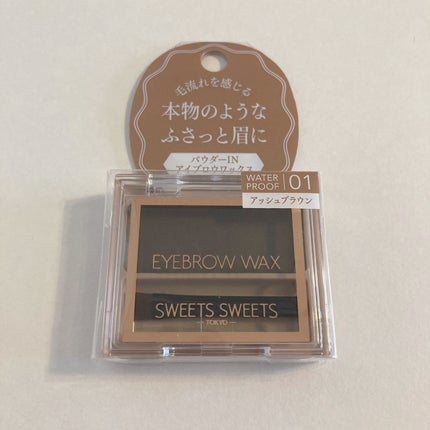 毛流れを感じる
本物のような
ふさっと眉に
パウダーIN
アイブロウワックス
WATER PROOF 01
アッシュブラウン
EYEBROW WAX
SWEETS SWEETS
— TOKYO —